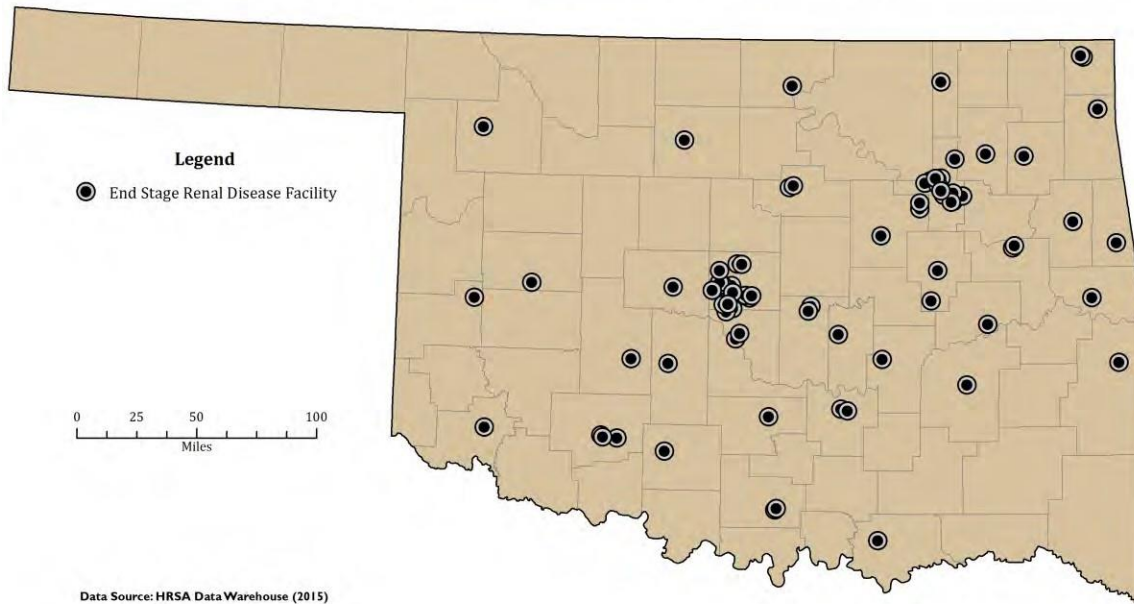 Legend
End Stage Renal Disease Facility
0 25 50 100
Miles
Data Source: HRSA Data Warehouse (2015)